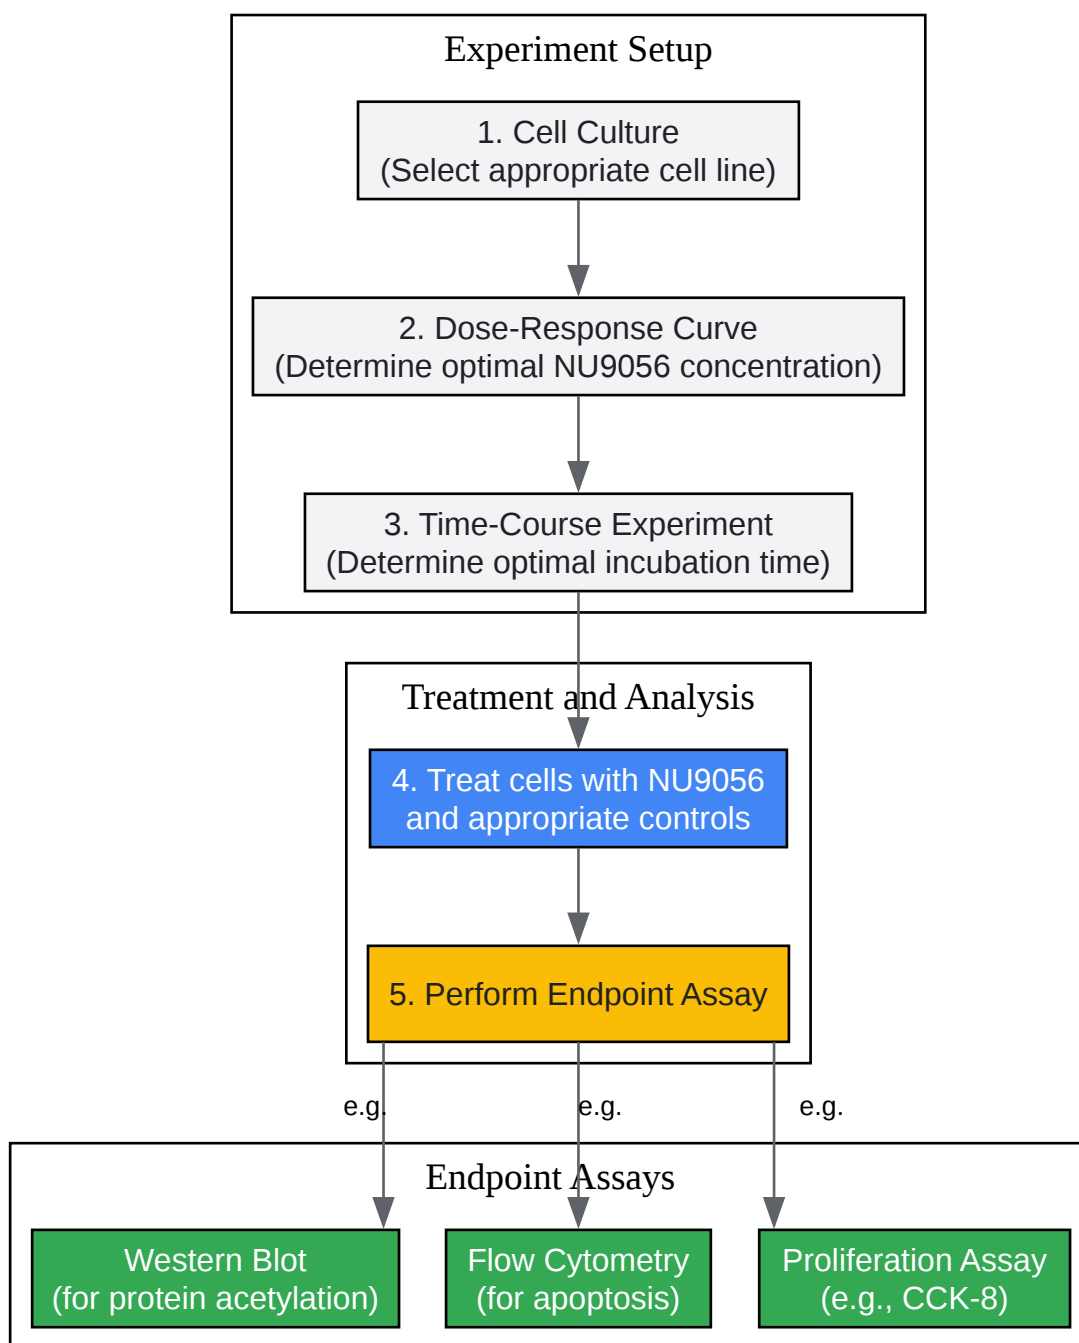 Experiment Setup
1. Cell Culture
(Select appropriate cell line)
2. Dose-Response Curve
(Determine optimal NU9056 concentration)
3. Time-Course Experiment
(Determine optimal incubation time)
Treatment and Analysis
4. Treat cells with NU9056
and appropriate controls
5. Perform Endpoint Assay
e.g.
e.g.
e.g.
Endpoint Assays
Western Blot
(for protein acetylation)
Flow Cytometry
(for apoptosis)
Proliferation Assay
(e.g., CCK-8)